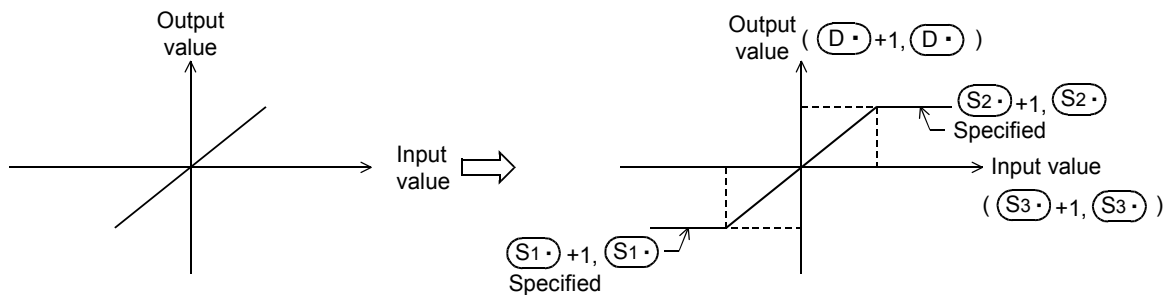 Output
value
Input
value
Output
value
( D· +1, D· )
S2· +1, S2·
Specified
Input value
( S3· +1, S3· )
S1· +1, S1·
Specified